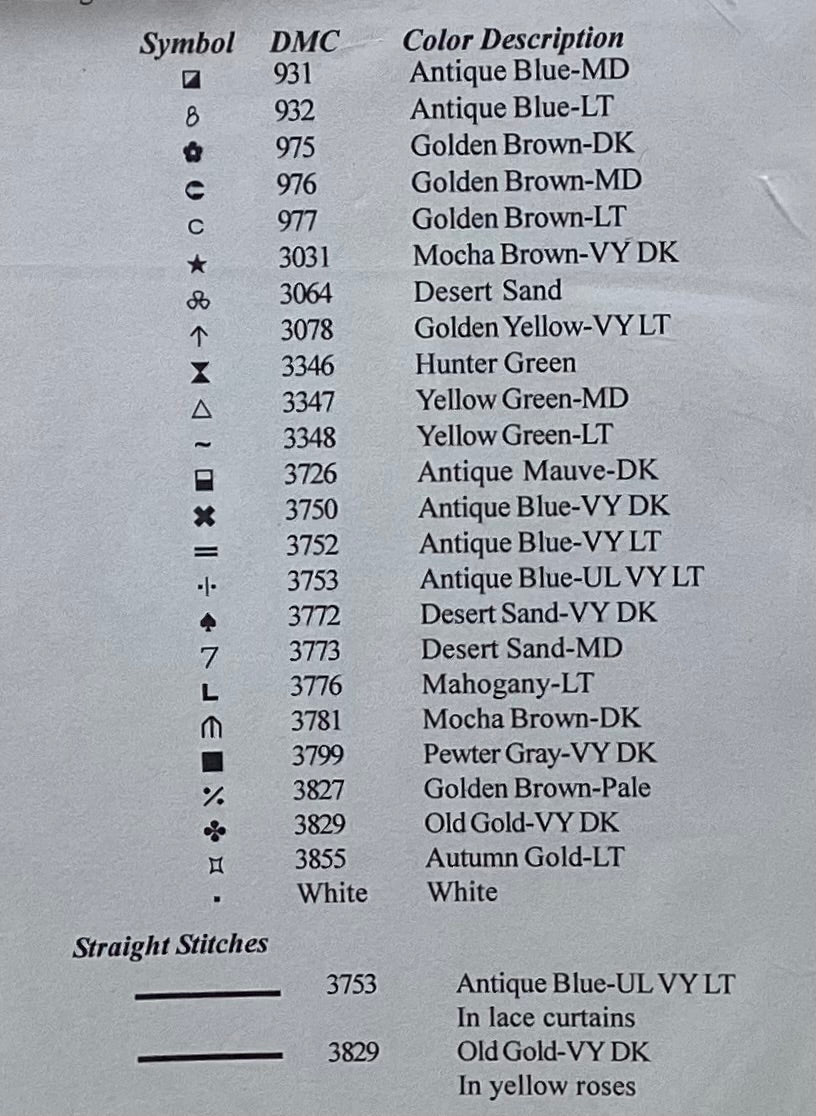 Symbol DMC Color Description
931 Antique Blue-MD
932 Antique Blue-LT
975 Golden Brown-DK
976 Golden Brown-MD
C 977 Golden Brown-LT
★ 3031 Mocha Brown-VY DK
3064 Desert Sand
↑ 3078 Golden Yellow-VY LT
3346 Hunter Green
△ 3347 Yellow Green-MD
~ 3348 Yellow Green-LT
3726 Antique Mauve-DK
✖ 3750 Antique Blue-VY DK
= 3752 Antique Blue-VY LT
·|· 3753 Antique Blue-UL VY LT
♠ 3772 Desert Sand-VY DK
7 3773 Desert Sand-MD
L 3776 Mahogany-LT
3781 Mocha Brown-DK
■ 3799 Pewter Gray-VY DK
٪ 3827 Golden Brown-Pale
✤ 3829 Old Gold-VY DK
¤ 3855 Autumn Gold-LT
· White White
Straight Stitches
3753 Antique Blue-UL VY LT
In lace curtains
3829 Old Gold-VY DK
In yellow roses